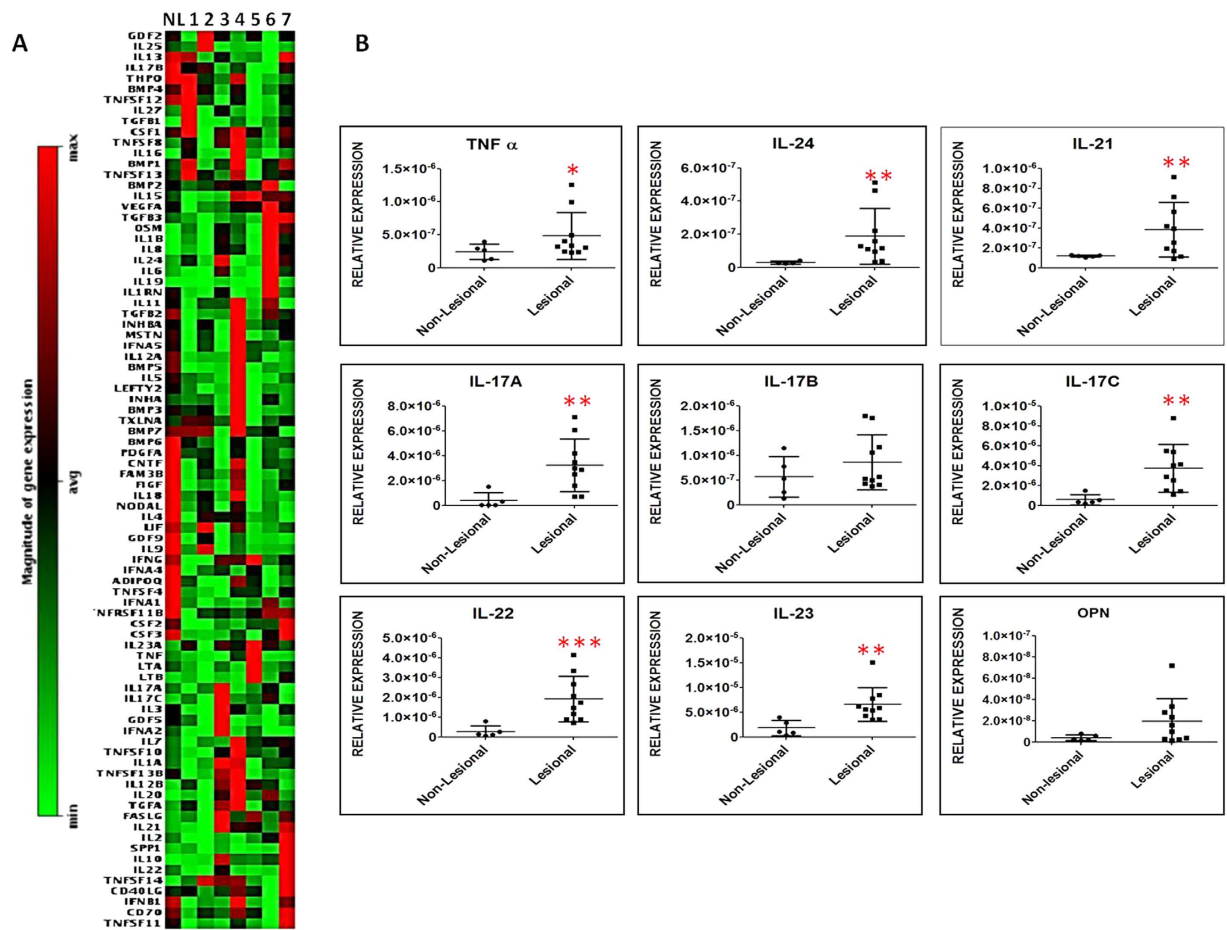 A
NL 1 2 3 4 5 6 7
GDF2
IL25
IL13
IL17B
THPO
BMP4
TNFSF12
IL27
TGFB1
CSF1
TNFSF8
IL16
BMP1
TNFSF13
BMP2
IL15
VEGFA
TGFB3
OSM
IL1B
IL8
IL24
IL6
IL19
IL1RN
IL11
TGFB2
INHBA
MSTN
IFNA5
IL12A
BMP5
IL5
LEFTY2
INHA
BMP3
TXLNA
BMP7
BMP6
PDGFA
CNTF
FAM3B
FIGF
IL18
NODAL
IL4
LIF
GDF9
IL9
IFNG
IFNA4
ADIPOQ
TNFSF4
IFNA1
TNFRSF11B
CSF2
CSF3
IL23A
TNF
LTA
LTB
IL17A
IL17C
IL3
GDF5
IFNA2
IL7
TNFSF10
IL1A
TNFSF13B
IL12B
IL20
TGFA
FASLG
IL21
IL2
SPP1
IL10
IL22
TNFSF14
CD40LG
IFNB1
CD70
TNFSF11
max
avg
min
Magnitude of gene expression
B
TNF α
RELATIVE EXPRESSION
1.5×10⁻⁶
1.0×10⁻⁶
5.0×10⁻⁷
0
*
Non-Lesional
Lesional
IL-24
RELATIVE EXPRESSION
6.0×10⁻⁷
4.0×10⁻⁷
2.0×10⁻⁷
0
**
Non-Lesional
Lesional
IL-21
RELATIVE EXPRESSION
1.0×10⁻⁶
8.0×10⁻⁷
6.0×10⁻⁷
4.0×10⁻⁷
2.0×10⁻⁷
0
**
Non-Lesional
Lesional
IL-17A
RELATIVE EXPRESSION
8.0×10⁻⁶
6.0×10⁻⁶
4.0×10⁻⁶
2.0×10⁻⁶
0
**
Non-Lesional
Lesional
IL-17B
RELATIVE EXPRESSION
2.0×10⁻⁶
1.5×10⁻⁶
1.0×10⁻⁶
5.0×10⁻⁷
0
Non-Lesional
Lesional
IL-17C
RELATIVE EXPRESSION
1.0×10⁻⁵
8.0×10⁻⁶
6.0×10⁻⁶
4.0×10⁻⁶
2.0×10⁻⁶
0
**
Non-Lesional
Lesional
IL-22
RELATIVE EXPRESSION
5.0×10⁻⁶
4.0×10⁻⁶
3.0×10⁻⁶
2.0×10⁻⁶
1.0×10⁻⁶
0
***
Non-Lesional
Lesional
IL-23
RELATIVE EXPRESSION
2.0×10⁻⁵
1.5×10⁻⁵
1.0×10⁻⁵
5.0×10⁻⁶
0
**
Non-Lesional
Lesional
OPN
RELATIVE EXPRESSION
1.0×10⁻⁷
8.0×10⁻⁸
6.0×10⁻⁸
4.0×10⁻⁸
2.0×10⁻⁸
0
Non-lesional
Lesional